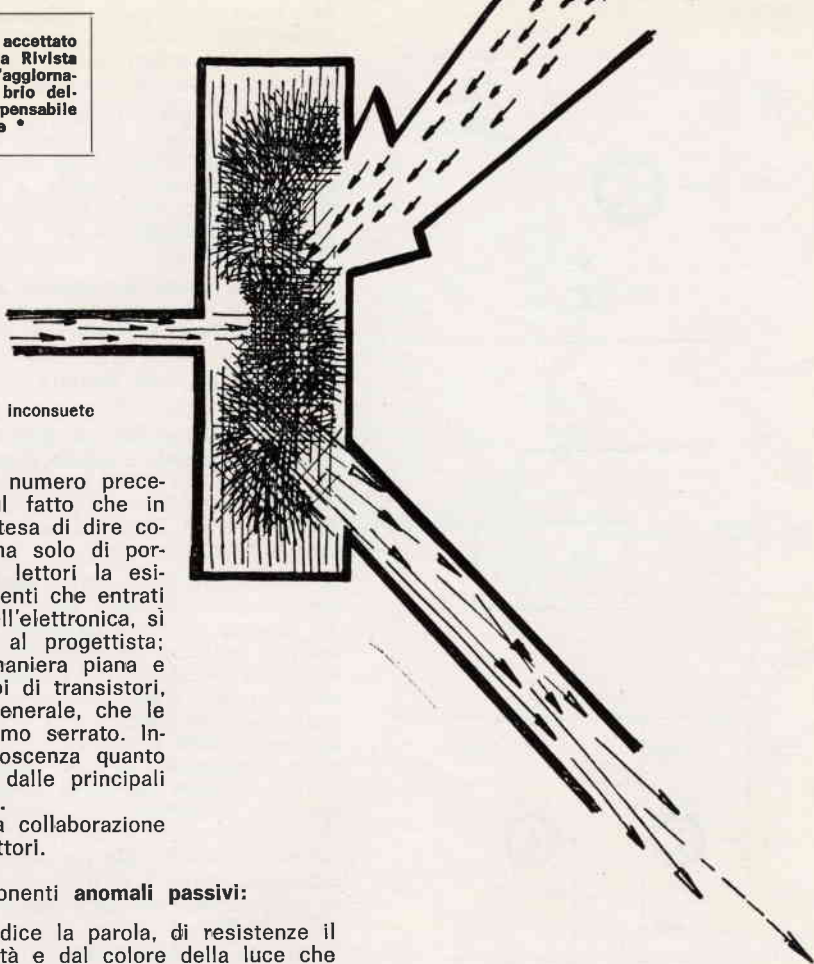 accettato
a Rivista
l'aggiorna-
brio del-
pensabile
e *
inconsuete
numero prece-
l fatto che in
tesa di dire co-
na solo di por-
lettori la esi-
enti che entrati
ll'elettronica, si
al progettista;
naniera piana e
oi di transistori,
enerale, che le
mo serrato. In-
oscenza quanto
dalle principali
.
a collaborazione
ttori.
onenti anomali passivi:
dice la parola, di resistenze il
tà e dal colore della luce che